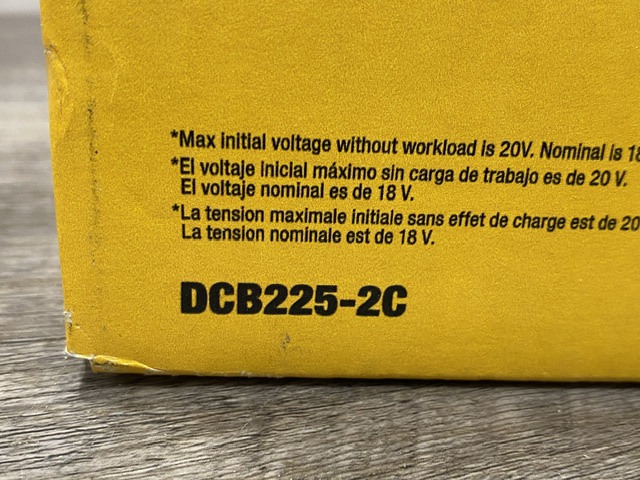 *Max initial voltage without workload is 20V. Nominal is 18
*El voltaje inicial máximo sin carga de trabajo es de 20 V.
El voltaje nominal es de 18 V.
*La tension maximale initiale sans effet de charge est de 20
La tension nominale est de 18 V.
DCB225-2C